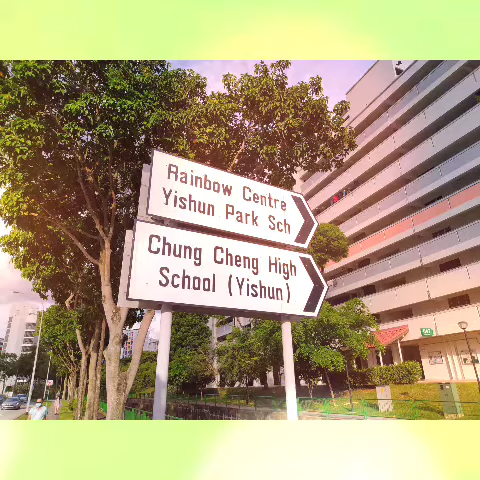 Rainbow Centre
Yishun Park Sch
Chung Cheng High
School (Yishun)